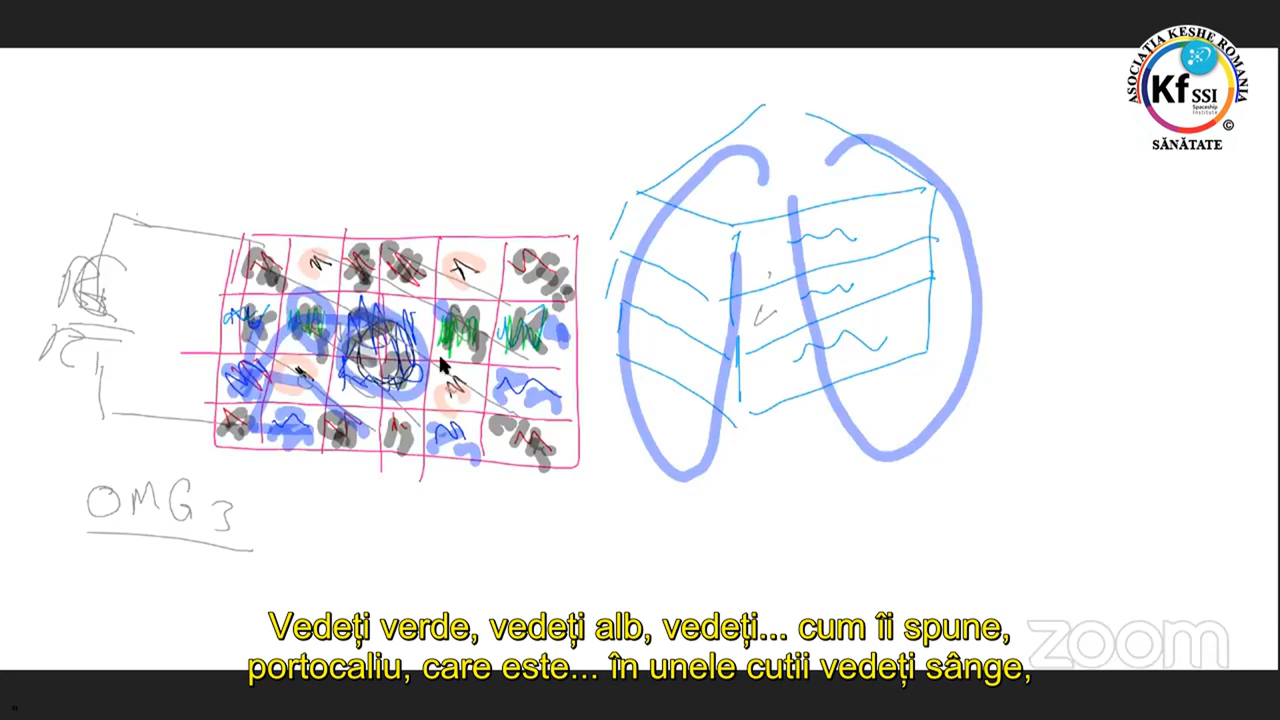 ASOCIAȚIA KESHE ROMANIA
Kf SSI
Spaceship
Institute
©
SĂNĂTATE
OMG 3
Vedeți verde, vedeți alb, vedeți... cum îi spune,
portocaliu, care este... în unele cutii vedeți sânge,
zoom